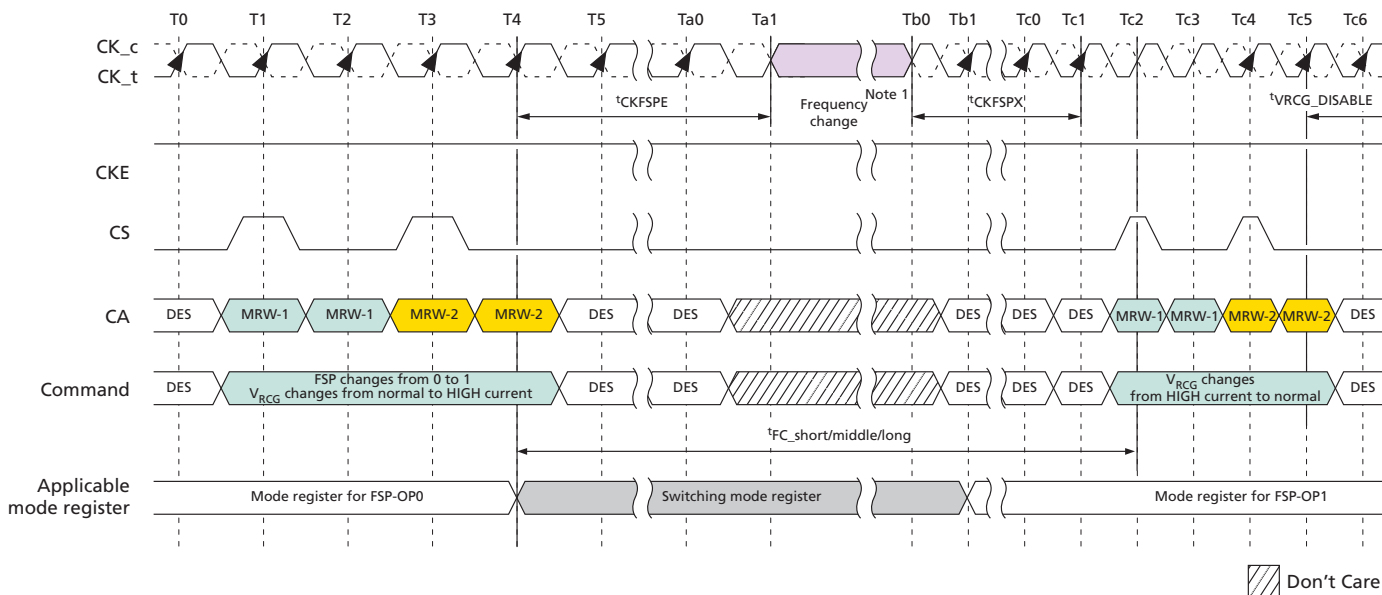 T0 T1 T2 T3 T4 T5 Ta0 Ta1 Tb0 Tb1 Tc0 Tc1 Tc2 Tc3 Tc4 Tc5 Tc6
CK_c
CK_t
tCKFSPE
Frequency
change
Note 1
tCKFSPX
tVRCG_DISABLE
CKE
CS
CA
DES MRW-1 MRW-1 MRW-2 MRW-2 DES DES DES DES DES MRW-1 MRW-1 MRW-2 MRW-2 DES
Command
DES
FSP changes from 0 to 1
VRCG changes from normal to HIGH current
DES DES DES DES DES
VRCG changes
from HIGH current to normal
DES
tFC_short/middle/long
Applicable
mode register
Mode register for FSP-OP0
Switching mode register
Mode register for FSP-OP1
Don't Care